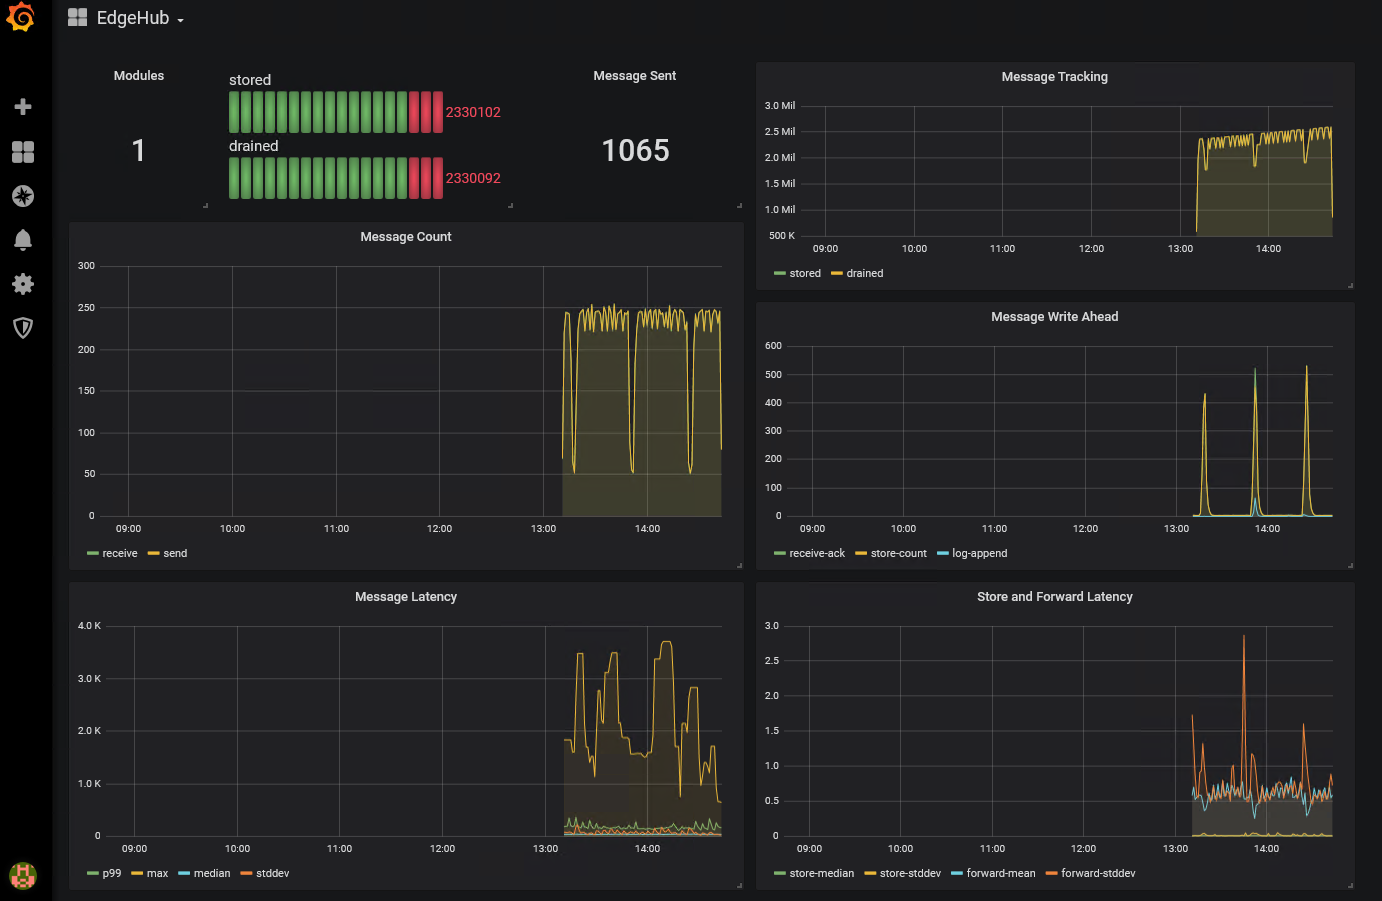 EdgeHub
Modules
1
stored
2330102
drained
2330092
Message Sent
1065
Message Tracking
3.0 Mil
2.5 Mil
2.0 Mil
1.5 Mil
1.0 Mil
500 K
09:00 10:00 11:00 12:00 13:00 14:00
stored drained
Message Count
300
250
200
150
100
50
0
09:00 10:00 11:00 12:00 13:00 14:00
receive send
Message Write Ahead
600
500
400
300
200
100
0
09:00 10:00 11:00 12:00 13:00 14:00
receive-ack store-count log-append
Message Latency
4.0 K
3.0 K
2.0 K
1.0 K
0
09:00 10:00 11:00 12:00 13:00 14:00
p99 max median stddev
Store and Forward Latency
3.0
2.5
2.0
1.5
1.0
0.5
0
09:00 10:00 11:00 12:00 13:00 14:00
store-median store-stddev forward-mean forward-stddev